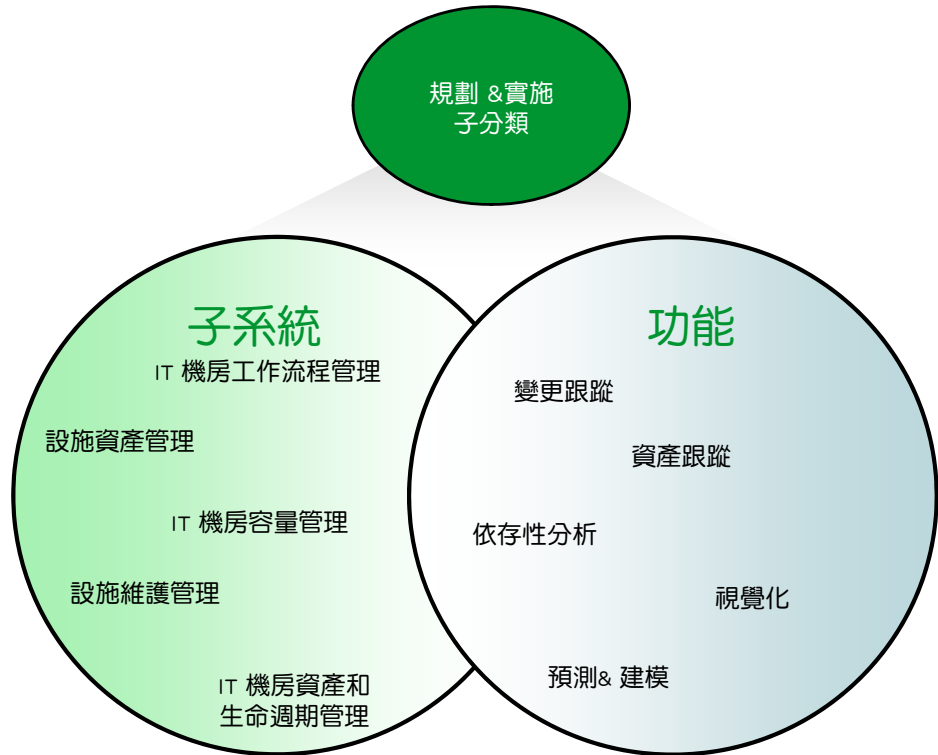 規劃 &實施
子分類
子系統
IT 機房工作流程管理
設施資產管理
IT 機房容量管理
設施維護管理
IT 機房資產和
生命週期管理
功能
變更跟蹤
資產跟蹤
依存性分析
視覺化
預測& 建模